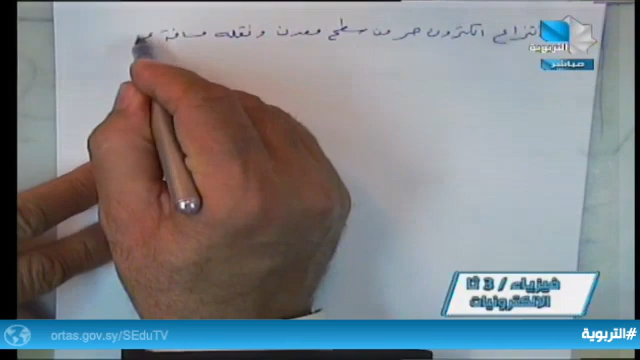 انتزاع الكترون حر من سطح معدن ونقله مسافة
التربوية
مباشر
فيزياء / 3 ثا
الالكترونيات
ortas.gov.sy/SEduTV
#التربوية